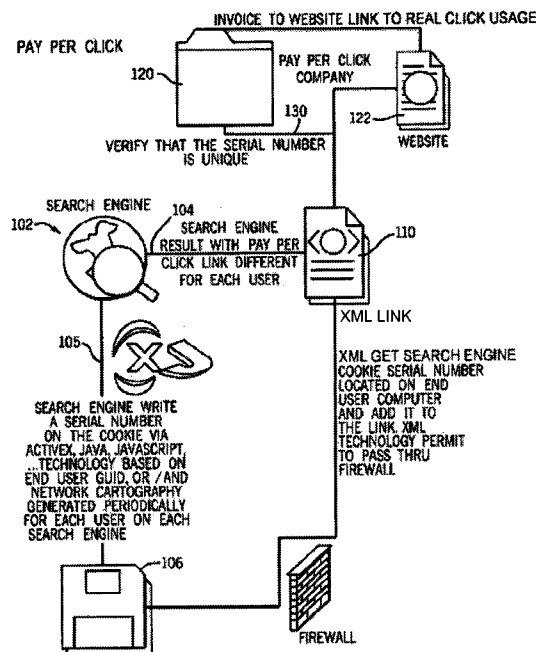 INVOICE TO WEBSITE LINK TO REAL CLICK USAGE
PAY PER CLICK
120
PAY PER CLICK
COMPANY
130
122
WEBSITE
VERIFY THAT THE SERIAL NUMBER
IS UNIQUE
SEARCH ENGINE
102
104
SEARCH ENGINE
RESULT WITH PAY PER
CLICK LINK DIFFERENT
FOR EACH USER
110
XML LINK
105
X
XML GET SEARCH ENGINE
COOKIE SERIAL NUMBER
LOCATED ON END
USER COMPUTER
AND ADD IT TO
THE LINK. XML
TECHNOLOGY PERMIT
TO PASS THRU
FIREWALL
SEARCH ENGINE WRITE
A SERIAL NUMBER
ON THE COOKIE VIA
ACTIVEX, JAVA, JAVASCRIPT,
...TECHNOLOGY BASED ON
END USER GUID, OR /AND
NETWORK CARTOGRAPHY
GENERATED PERIODICALLY
FOR EACH USER ON EACH
SEARCH ENGINE
106
FIREWALL